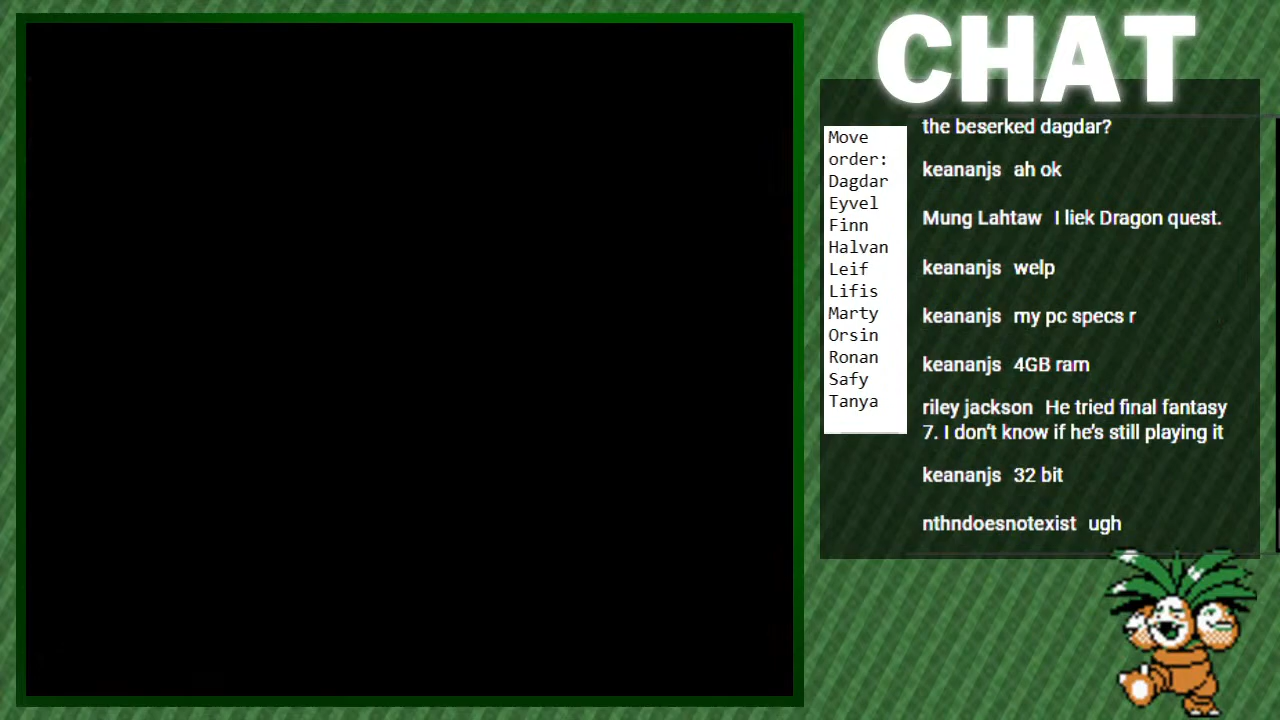 CHAT
Move
order:
Dagdar
Eyvel
Finn
Halvan
Leif
Lifis
Marty
Orsin
Ronan
Safy
Tanya
the beserked dagdar?
keananjs ah ok
Mung Lahtaw I liek Dragon quest.
keananjs welp
keananjs my pc specs r
keananjs 4GB ram
riley jackson He tried final fantasy
7. I don't know if he's still playing it
keananjs 32 bit
nthndoesnotexist ugh